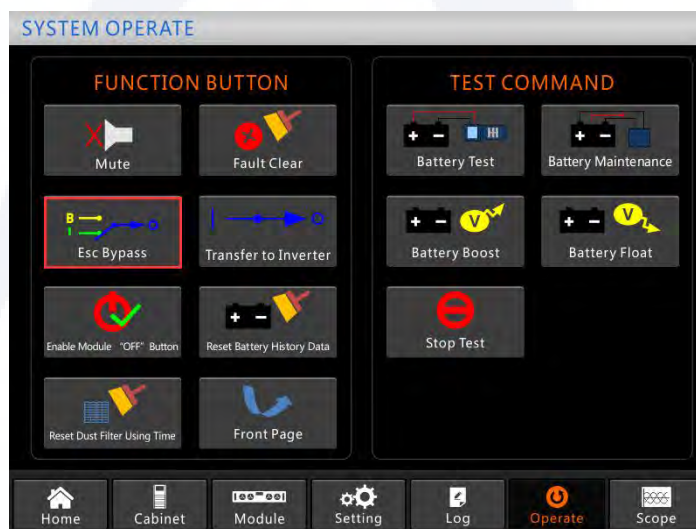 SYSTEM OPERATE
FUNCTION BUTTON
Mute
Fault Clear
B
I
Esc Bypass
I
Transfer to Inverter
Enable Module "OFF" Button
Reset Battery History Data
Reset Dust Filter Using Time
Front Page
TEST COMMAND
Battery Test
Battery Maintenance
V
Battery Boost
V
Battery Float
Stop Test
Home
Cabinet
Module
Setting
Log
Operate
Scope